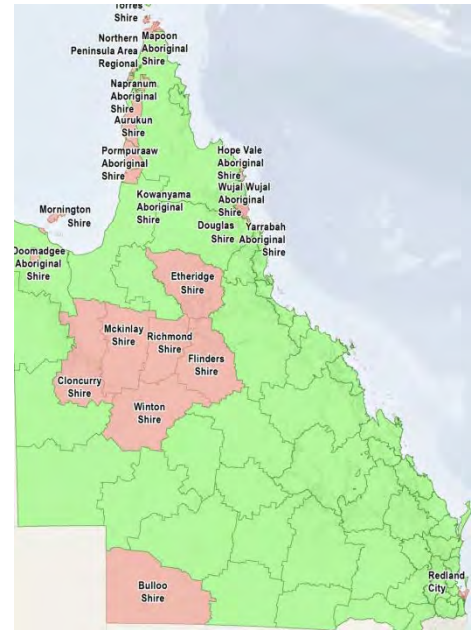 Torres
Shire
Northern
Peninsula Area
Regional
Mapoon
Aboriginal
Shire
Napranum
Aboriginal
Shire
Aurukun
Shire
Pormpuraaw
Aboriginal
Shire
Hope Vale
Aboriginal
Shire
Wujal Wujal
Aboriginal
Shire
Kowanyama
Aboriginal
Shire
Douglas
Shire
Yarrabah
Aboriginal
Shire
Mornington
Shire
Doomadgee
Aboriginal
Shire
Etheridge
Shire
Mckinlay
Shire
Richmond
Shire
Flinders
Shire
Cloncurry
Shire
Winton
Shire
Bulloo
Shire
Redland
City